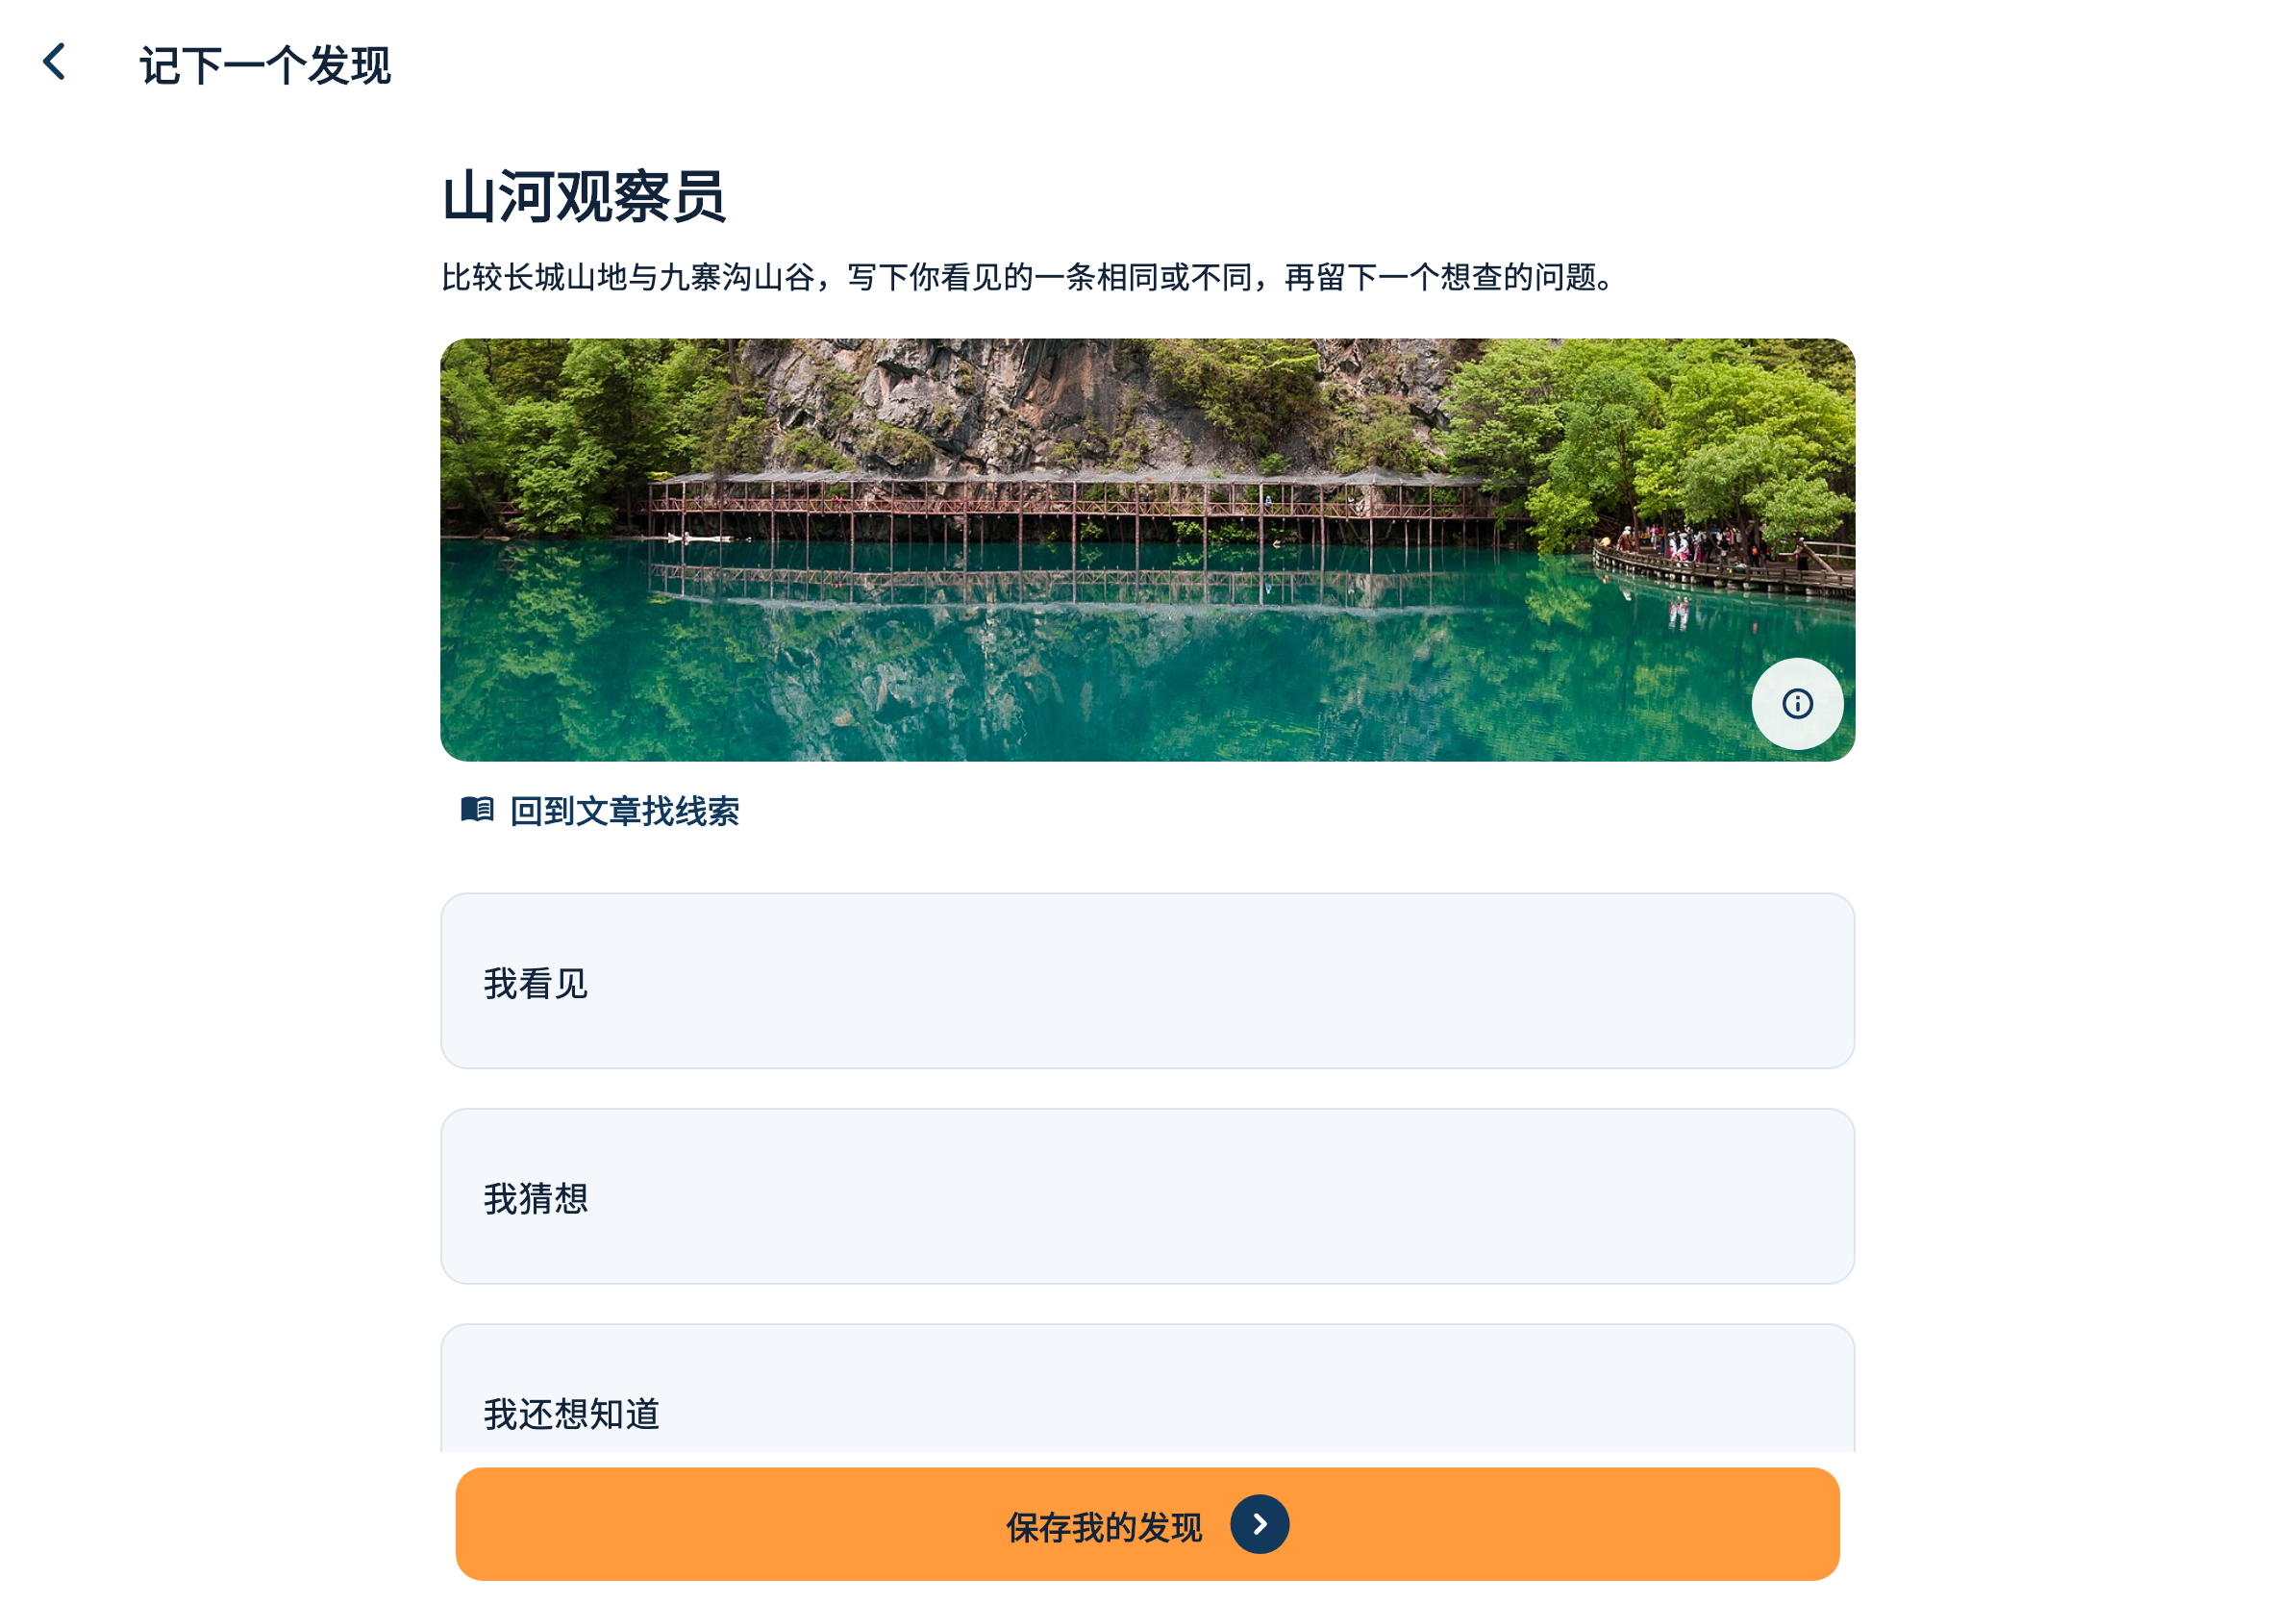 记下一个发现
山河观察员
比较长城山地与九寨沟山谷，写下你看见的一条相同或不同，再留下一个想查的问题。
回到文章找线索
我看见
我猜想
我还想知道
保存我的发现